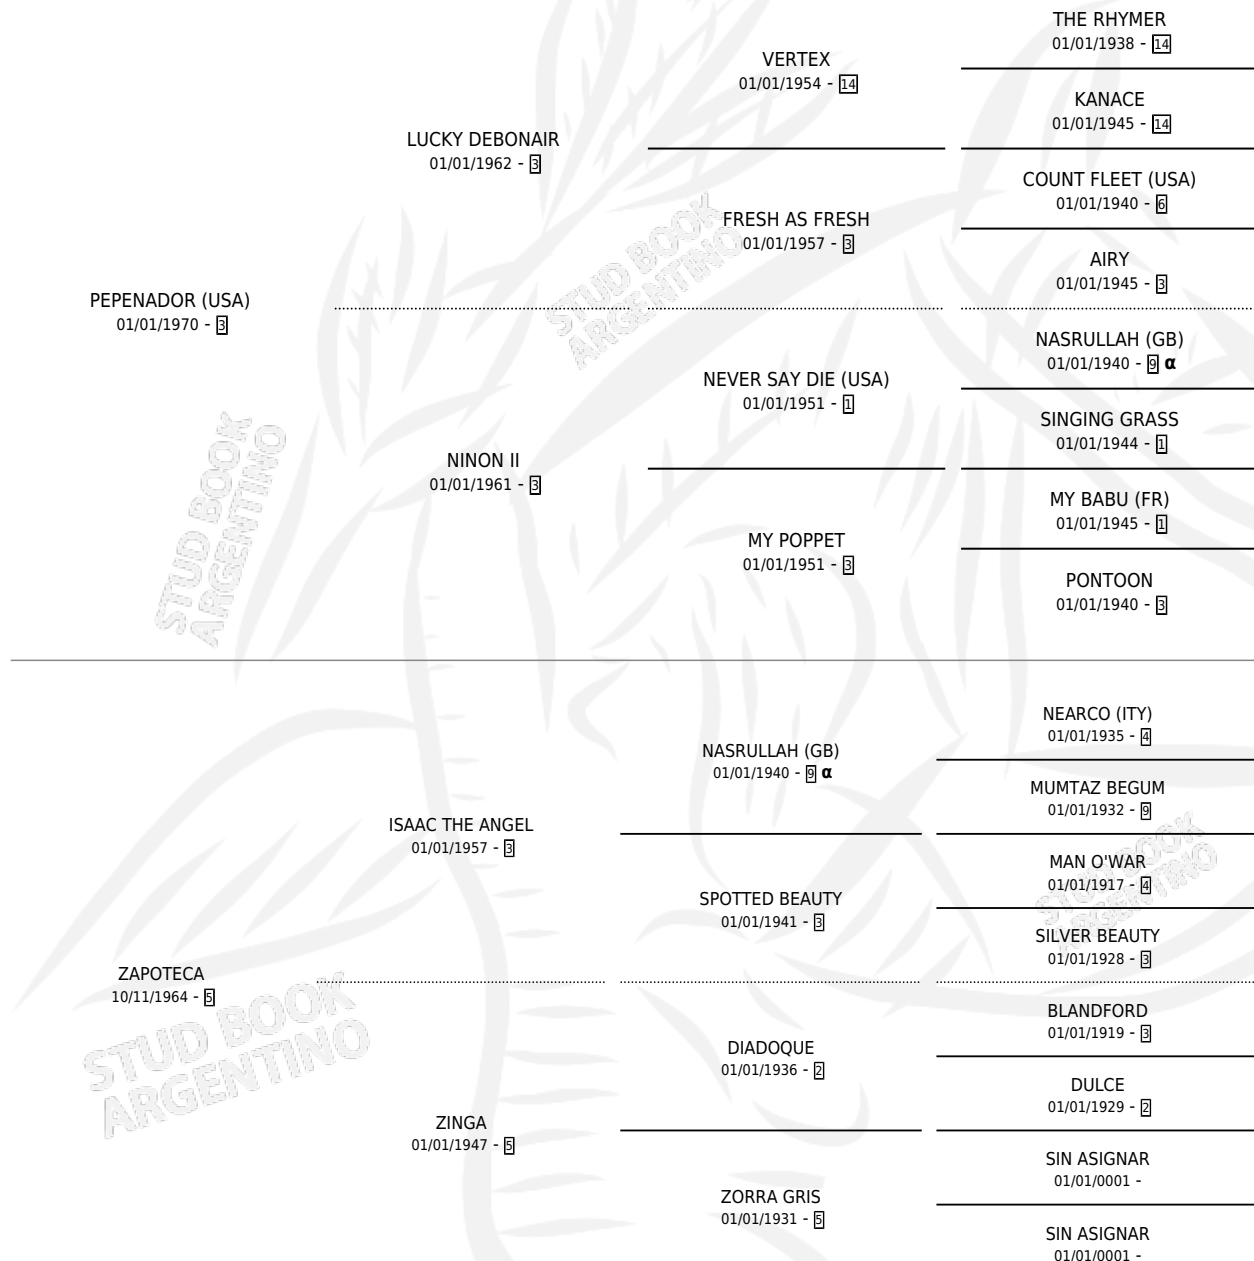 THE RHYMER
01/01/1938 - 14
VERTEX
01/01/1954 - 14
KANACE
01/01/1945 - 14
LUCKY DEBONAIR
01/01/1962 - 3
COUNT FLEET (USA)
01/01/1940 - 6
FRESH AS FRESH
01/01/1957 - 3
AIRY
01/01/1945 - 3
PEPENADOR (USA)
01/01/1970 - 3
NASRULLAH (GB)
01/01/1940 - 9 α
NEVER SAY DIE (USA)
01/01/1951 - 1
SINGING GRASS
01/01/1944 - 1
NINON II
01/01/1961 - 3
MY BABU (FR)
01/01/1945 - 1
MY POPPET
01/01/1951 - 3
PONTOON
01/01/1940 - 3
NEARCO (ITY)
01/01/1935 - 4
NASRULLAH (GB)
01/01/1940 - 9 α
MUMTAZ BEGUM
01/01/1932 - 9
ISAAC THE ANGEL
01/01/1957 - 3
MAN O'WAR
01/01/1917 - 4
SPOTTED BEAUTY
01/01/1941 - 3
SILVER BEAUTY
01/01/1928 - 3
ZAPOTECA
10/11/1964 - 5
BLANDFORD
01/01/1919 - 3
DIADOQUE
01/01/1936 - 2
DULCE
01/01/1929 - 2
ZINGA
01/01/1947 - 5
SIN ASIGNAR
01/01/0001 -
ZORRA GRIS
01/01/1931 - 5
SIN ASIGNAR
01/01/0001 -
STUD BOOK
ARGENTINO
STUD BOOK
ARGENTINO
STUD BOOK
ARGENTINO
STUD BOOK
ARGENTINO